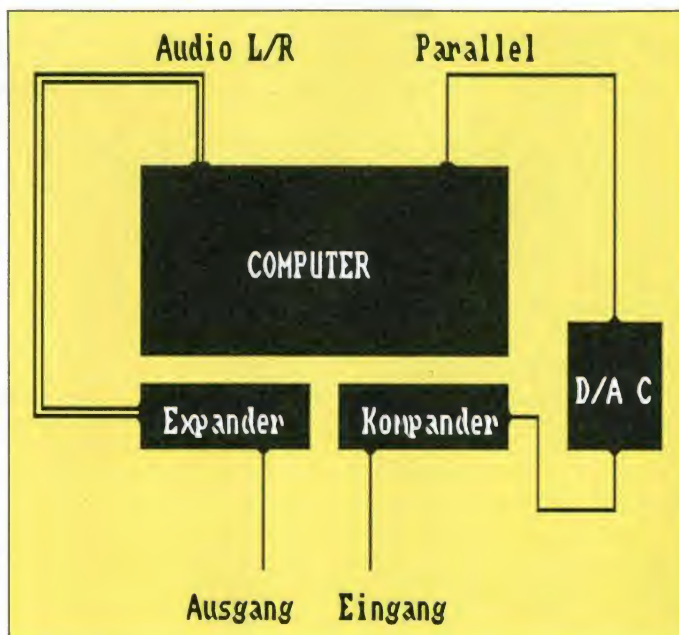 Audio L/R Parallel
COMPUTER
D/A C
Expander Kompander
Ausgang Eingang